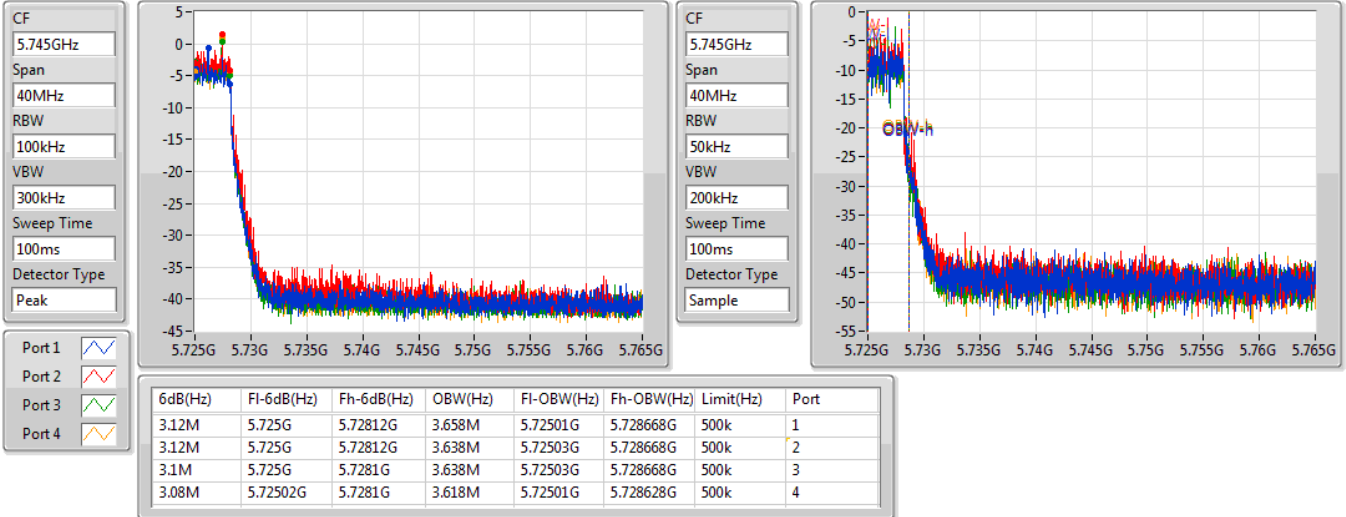 CF
5.745GHz
Span
40MHz
RBW
100kHz
VBW
300kHz
Sweep Time
100ms
Detector Type
Peak
5
0
-5
-10
-15
-20
-25
-30
-35
-40
-45
5.725G 5.73G 5.735G 5.74G 5.745G 5.75G 5.755G 5.76G 5.765G
CF
5.745GHz
Span
40MHz
RBW
50kHz
VBW
200kHz
Sweep Time
100ms
Detector Type
Sample
0
-5
-10
-15
-20
-25
-30
-35
-40
-45
-50
-55
OBW-h
5.725G 5.73G 5.735G 5.74G 5.745G 5.75G 5.755G 5.76G 5.765G
Port 1
Port 2
Port 3
Port 4
6dB(Hz) Fl-6dB(Hz) Fh-6dB(Hz) OBW(Hz) Fl-OBW(Hz) Fh-OBW(Hz) Limit(Hz) Port
3.12M 5.725G 5.72812G 3.658M 5.72501G 5.728668G 500k 1
3.12M 5.725G 5.72812G 3.638M 5.72503G 5.728668G 500k 2
3.1M 5.725G 5.7281G 3.638M 5.72503G 5.728668G 500k 3
3.08M 5.72502G 5.7281G 3.618M 5.72501G 5.728628G 500k 4